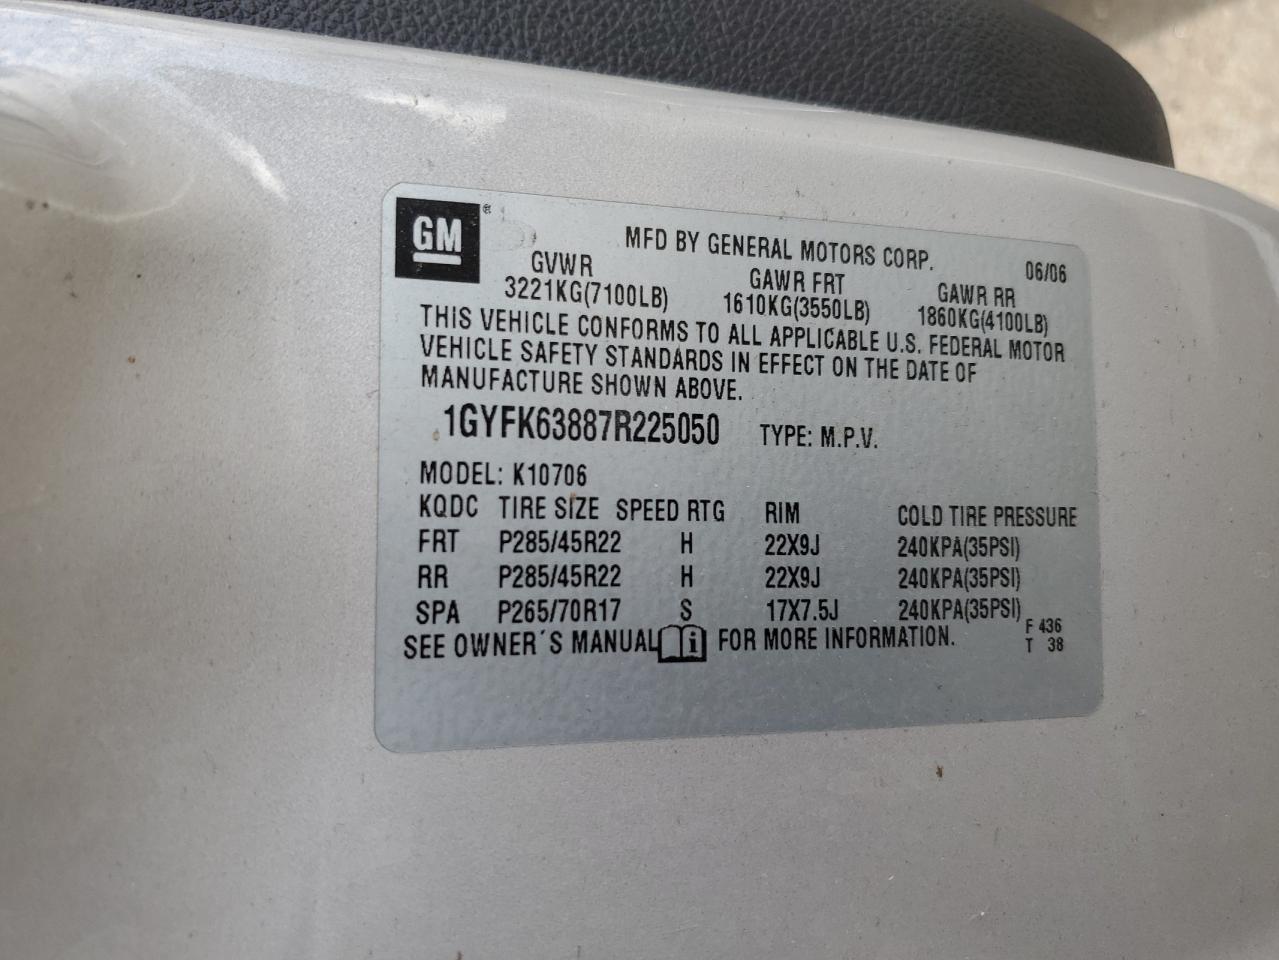 GM ®
MFD BY GENERAL MOTORS CORP. 06/06
GVWR GAWR FRT GAWR RR
3221KG(7100LB) 1610KG(3550LB) 1860KG(4100LB)
THIS VEHICLE CONFORMS TO ALL APPLICABLE U.S. FEDERAL MOTOR
VEHICLE SAFETY STANDARDS IN EFFECT ON THE DATE OF
MANUFACTURE SHOWN ABOVE.
1GYFK63887R225050 TYPE: M.P.V.
MODEL: K10706
KQDC TIRE SIZE SPEED RTG RIM COLD TIRE PRESSURE
FRT P285/45R22 H 22X9J 240KPA(35PSI)
RR P285/45R22 H 22X9J 240KPA(35PSI)
SPA P265/70R17 S 17X7.5J 240KPA(35PSI)
SEE OWNER´S MANUAL i FOR MORE INFORMATION.
F 436
T 38